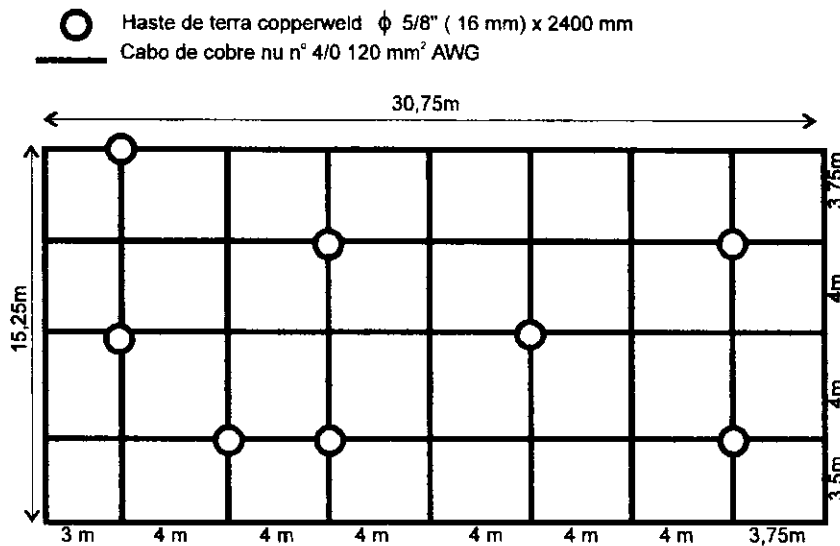 Haste de terra copperweld ϕ 5/8" ( 16 mm) x 2400 mm
Cabo de cobre nu n° 4/0 120 mm² AWG
30,75m
15,25m
3,75m
4m
4m
3,5m
3 m
4 m
4 m
4 m
4 m
4 m
4 m
3,75m